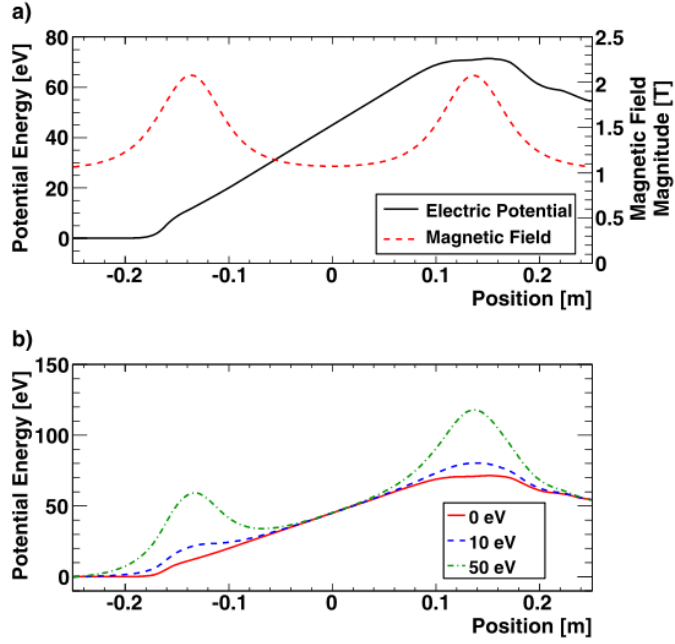 a)
Potential Energy [eV]
80
60
40
20
0
-0.2
-0.1
0
0.1
0.2
Position [m]
2.5
2
1.5
1
0.5
0
Magnetic Field
Magnitude [T]
Electric Potential
Magnetic Field
b)
Potential Energy [eV]
150
100
50
0
-0.2
-0.1
0
0.1
0.2
Position [m]
0 eV
10 eV
50 eV